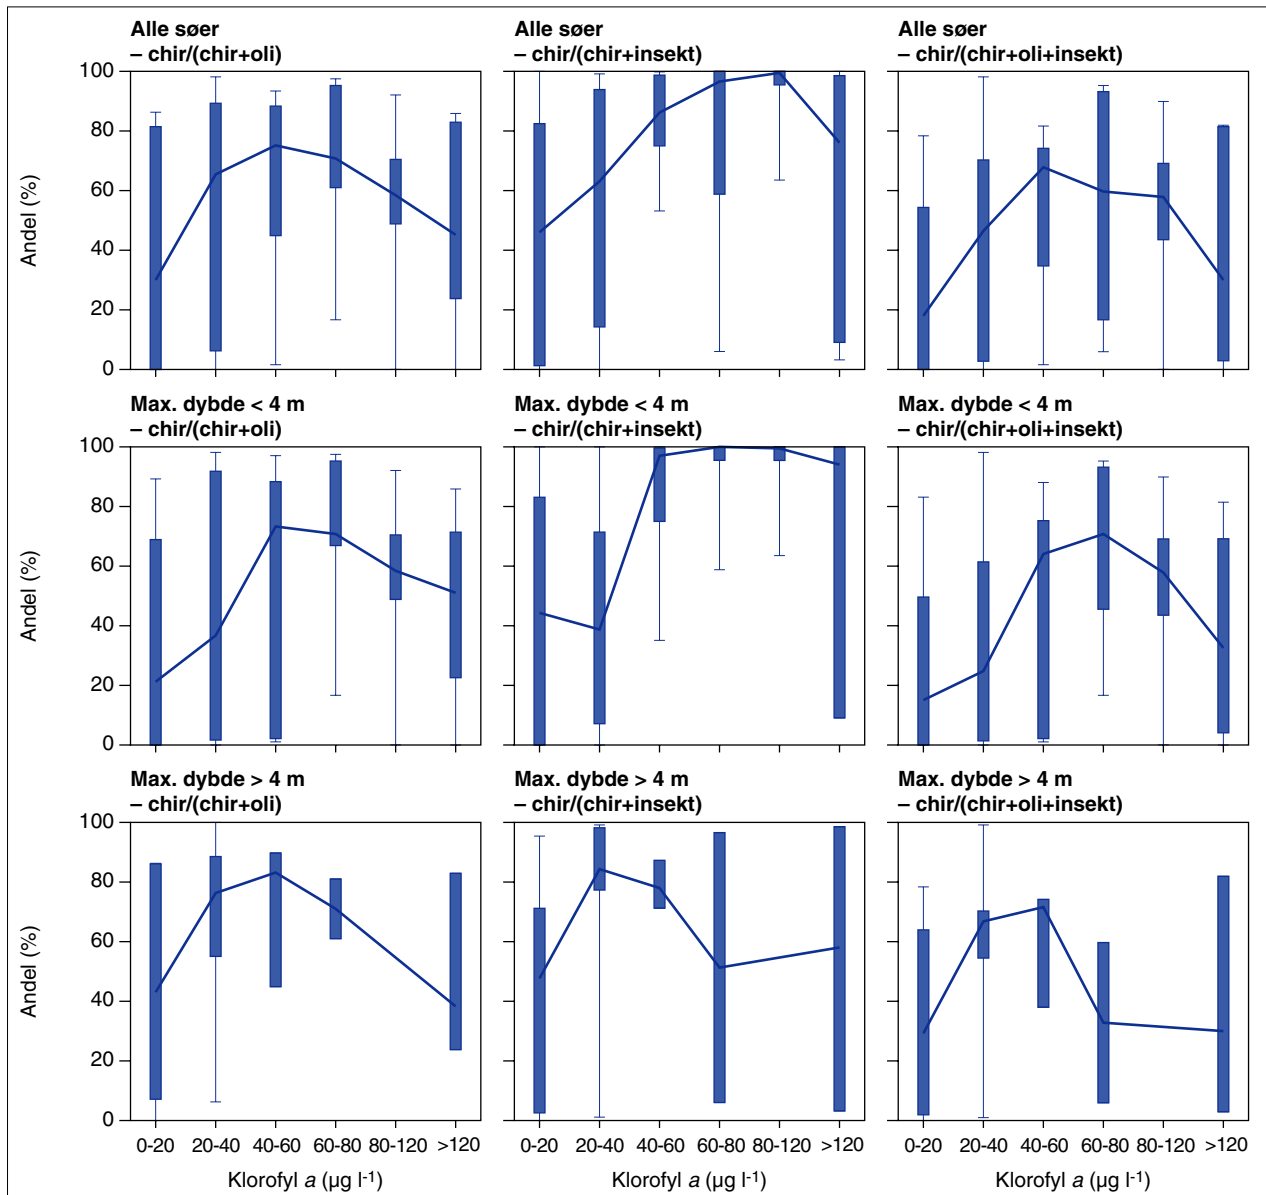 Alle søer
– chir/(chir+oli)
Alle søer
– chir/(chir+insekt)
Alle søer
– chir/(chir+oli+insekt)
Andel (%)
100
80
60
40
20
0
Max. dybde < 4 m
– chir/(chir+oli)
Max. dybde < 4 m
– chir/(chir+insekt)
Max. dybde < 4 m
– chir/(chir+oli+insekt)
Andel (%)
100
80
60
40
20
0
Max. dybde > 4 m
– chir/(chir+oli)
Max. dybde > 4 m
– chir/(chir+insekt)
Max. dybde > 4 m
– chir/(chir+oli+insekt)
Andel (%)
100
80
60
40
20
0
0-20 20-40 40-60 60-80 80-120 >120
0-20 20-40 40-60 60-80 80-120 >120
0-20 20-40 40-60 60-80 80-120 >120
Klorofyl a (µg l-1)
Klorofyl a (µg l-1)
Klorofyl a (µg l-1)